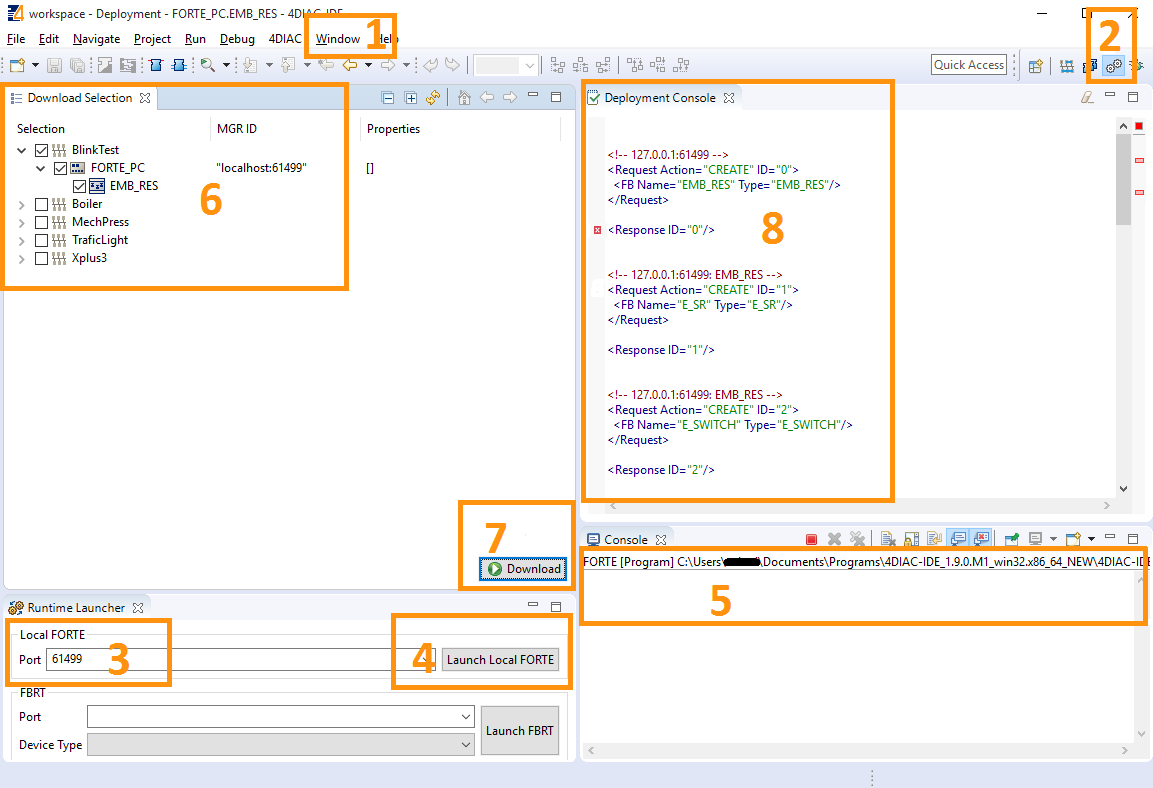 workspace - Deployment - FORTE_PC.EMB_RES - 4DIAC-IDE
File Edit Navigate Project Run Debug 4DIAC Window Help
1
2
Quick Access
Download Selection
Selection MGR ID Properties
BlinkTest
FORTE_PC "localhost:61499" []
EMB_RES
Boiler
MechPress
TraficLight
Xplus3
6
7
Download
Deployment Console
<!-- 127.0.0.1:61499 -->
<Request Action="CREATE" ID="0">
<FB Name="EMB_RES" Type="EMB_RES"/>
</Request>
<Response ID="0"/>
<!-- 127.0.0.1:61499: EMB_RES -->
<Request Action="CREATE" ID="1">
<FB Name="E_SR" Type="E_SR"/>
</Request>
<Response ID="1"/>
<!-- 127.0.0.1:61499: EMB_RES -->
<Request Action="CREATE" ID="2">
<FB Name="E_SWITCH" Type="E_SWITCH"/>
</Request>
<Response ID="2"/>
8
Runtime Launcher
Local FORTE
Port 61499
3
4
Launch Local FORTE
FBRT
Port
Launch FBRT
Device Type
Console
FORTE [Program] C:\Users\ \Documents\Programs\4DIAC-IDE_1.9.0.M1_win32.x86_64_NEW\4DIAC-IDE
5